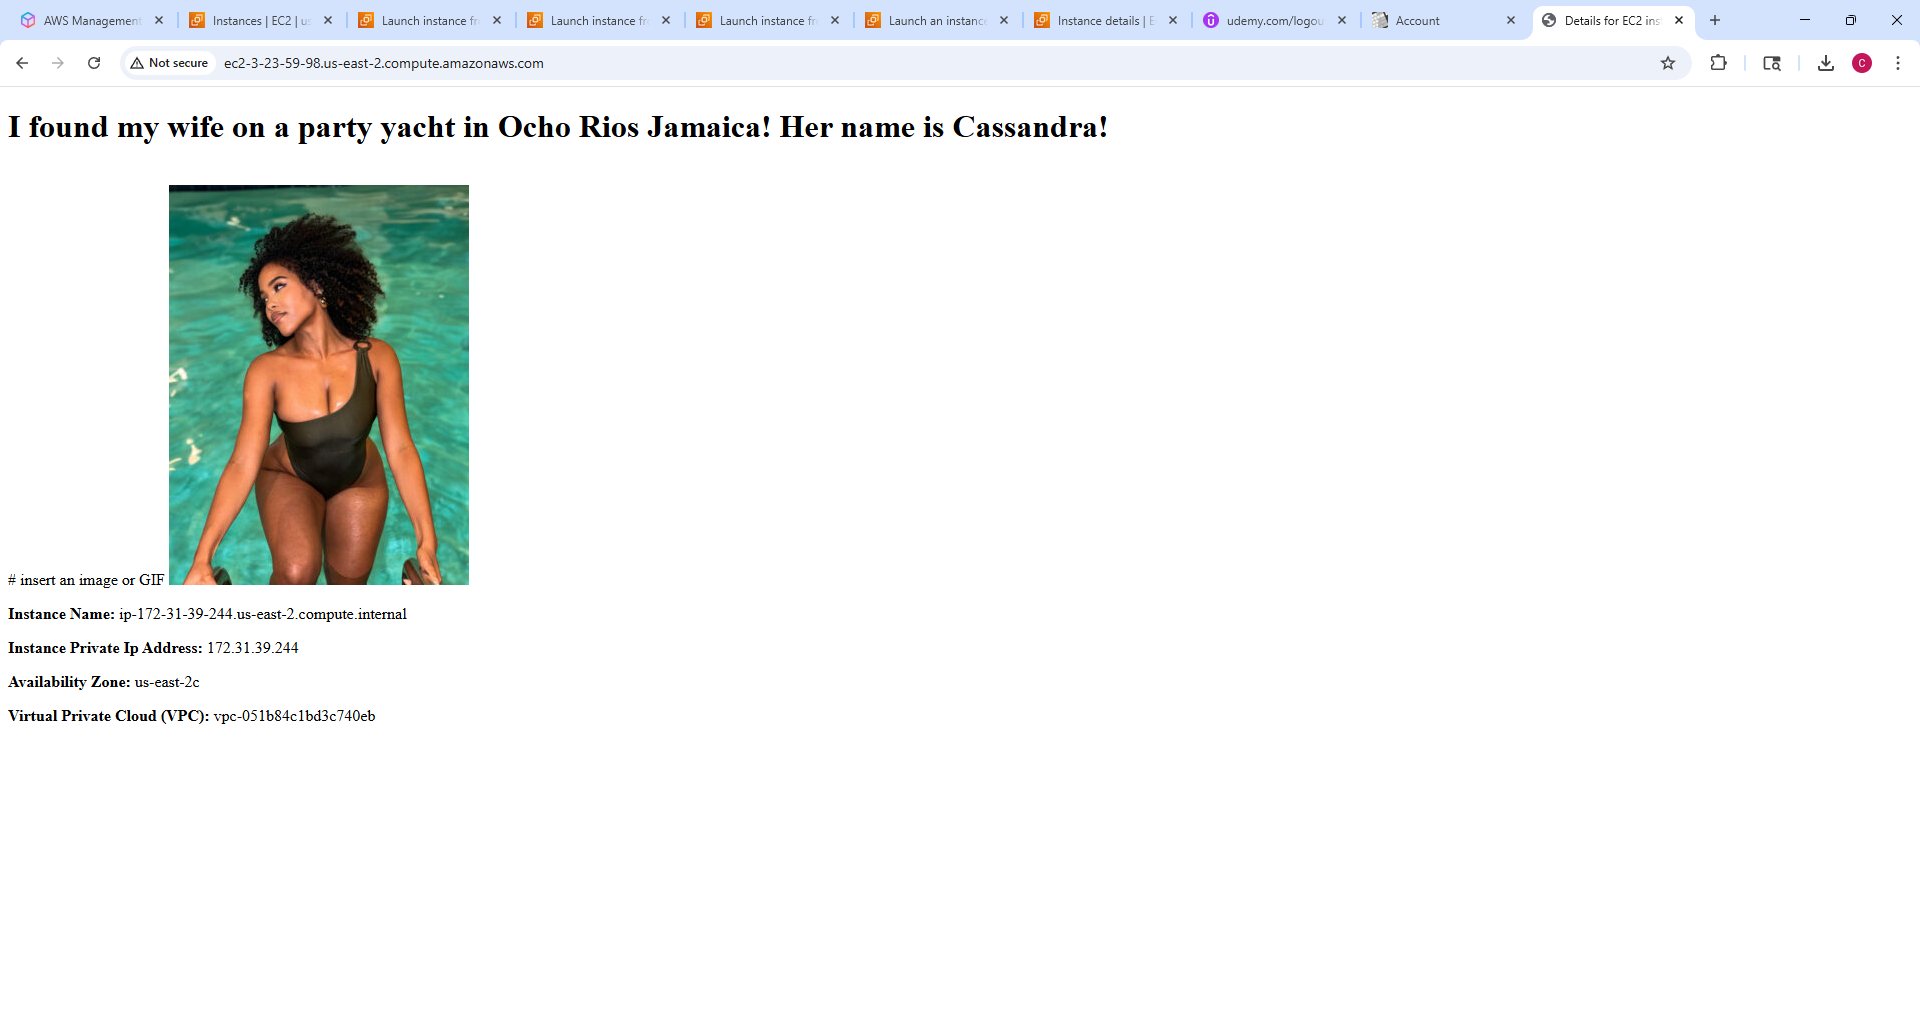 AWS Management
Instances | EC2 | us
Launch instance fr
Launch instance fr
Launch instance fr
Launch an instance
Instance details | E
udemy.com/logou
Account
Details for EC2 ins
Not secure
ec2-3-23-59-98.us-east-2.compute.amazonaws.com
C
I found my wife on a party yacht in Ocho Rios Jamaica! Her name is Cassandra!
# insert an image or GIF
Instance Name: ip-172-31-39-244.us-east-2.compute.internal
Instance Private Ip Address: 172.31.39.244
Availability Zone: us-east-2c
Virtual Private Cloud (VPC): vpc-051b84c1bd3c740eb